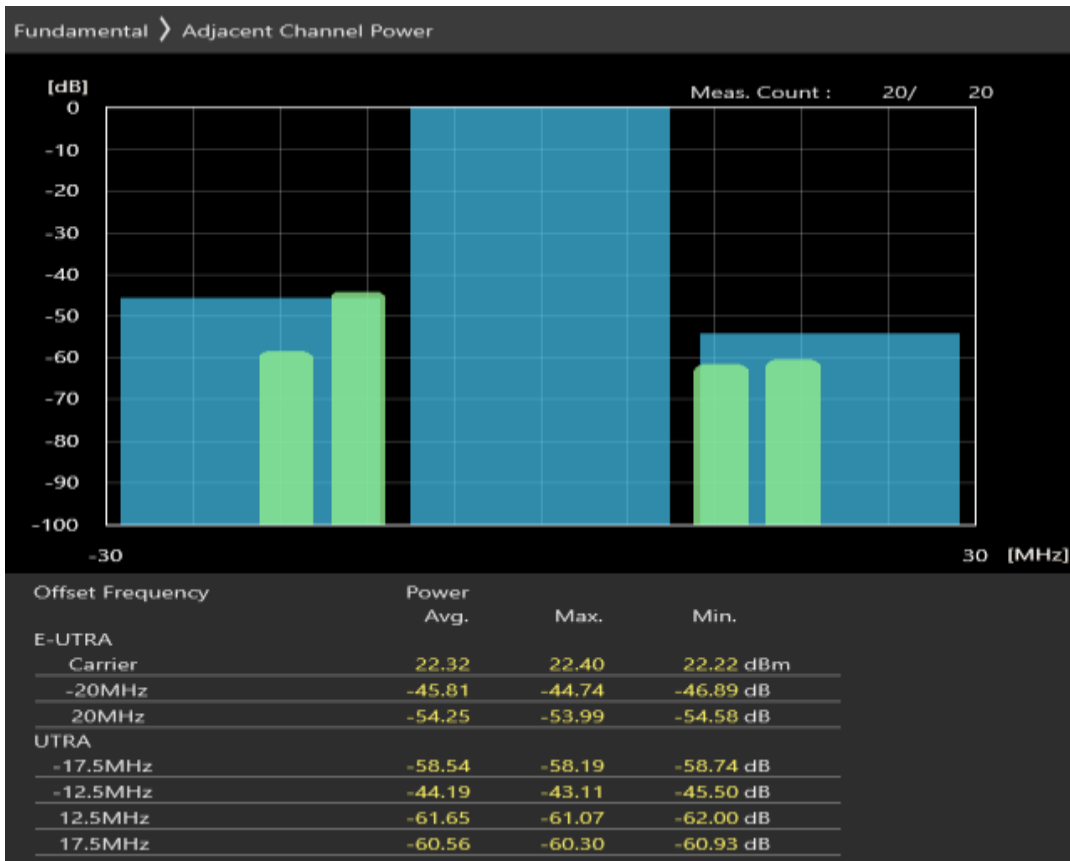 Fundamental 〉 Adjacent Channel Power
[dB]
Meas. Count : 20/ 20
0
-10
-20
-30
-40
-50
-60
-70
-80
-90
-100
-30 30 [MHz]
Offset Frequency Power
Avg. Max. Min.
E-UTRA
Carrier 22.32 22.40 22.22 dBm
-20MHz -45.81 -44.74 -46.89 dB
20MHz -54.25 -53.99 -54.58 dB
UTRA
-17.5MHz -58.54 -58.19 -58.74 dB
-12.5MHz -44.19 -43.11 -45.50 dB
12.5MHz -61.65 -61.07 -62.00 dB
17.5MHz -60.56 -60.30 -60.93 dB